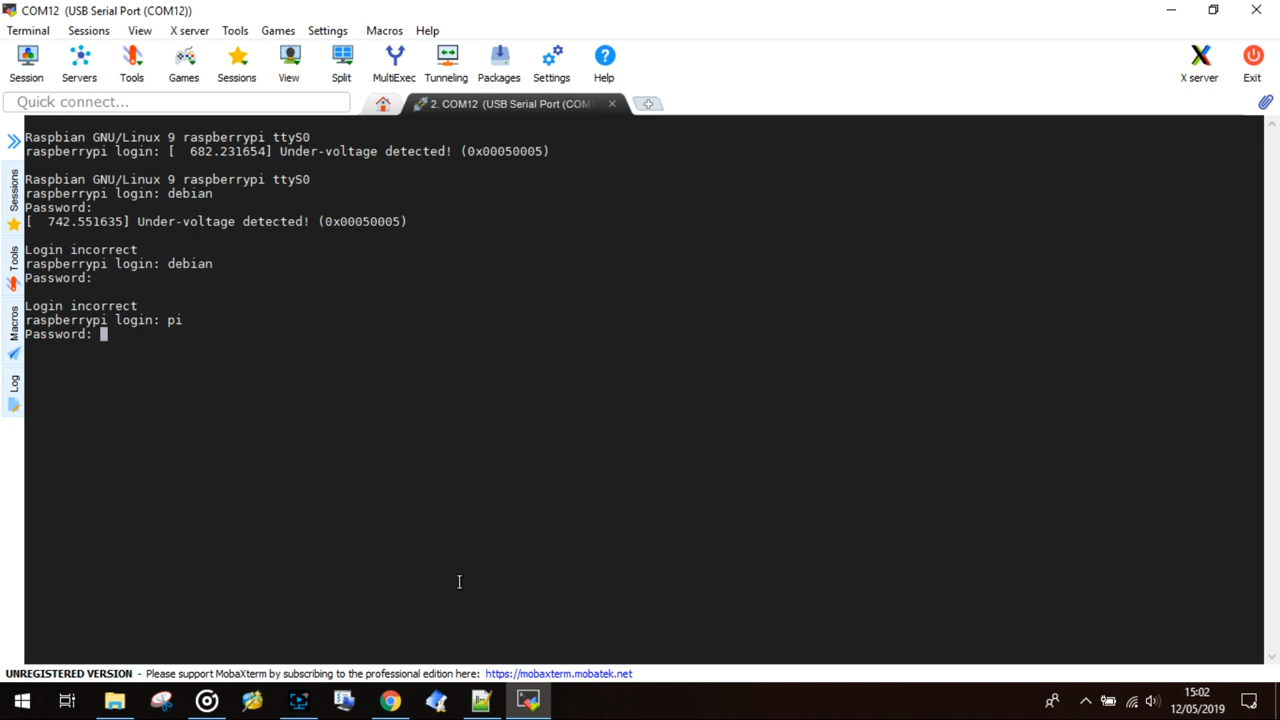 COM12 (USB Serial Port (COM12))
Terminal Sessions View X server Tools Games Settings Macros Help
Session Servers Tools Games Sessions View Split MultiExec Tunneling Packages Settings Help X server Exit
Quick connect...
2. COM12 (USB Serial Port (COM
Sessions
Tools
Macros
Log
Raspbian GNU/Linux 9 raspberrypi ttyS0
raspberrypi login: [  682.231654] Under-voltage detected! (0x00050005)
Raspbian GNU/Linux 9 raspberrypi ttyS0
raspberrypi login: debian
Password:
[  742.551635] Under-voltage detected! (0x00050005)
Login incorrect
raspberrypi login: debian
Password:
Login incorrect
raspberrypi login: pi
Password:
UNREGISTERED VERSION - Please support MobaXterm by subscribing to the professional edition here: https://mobaxterm.mobatek.net
15:02
12/05/2019